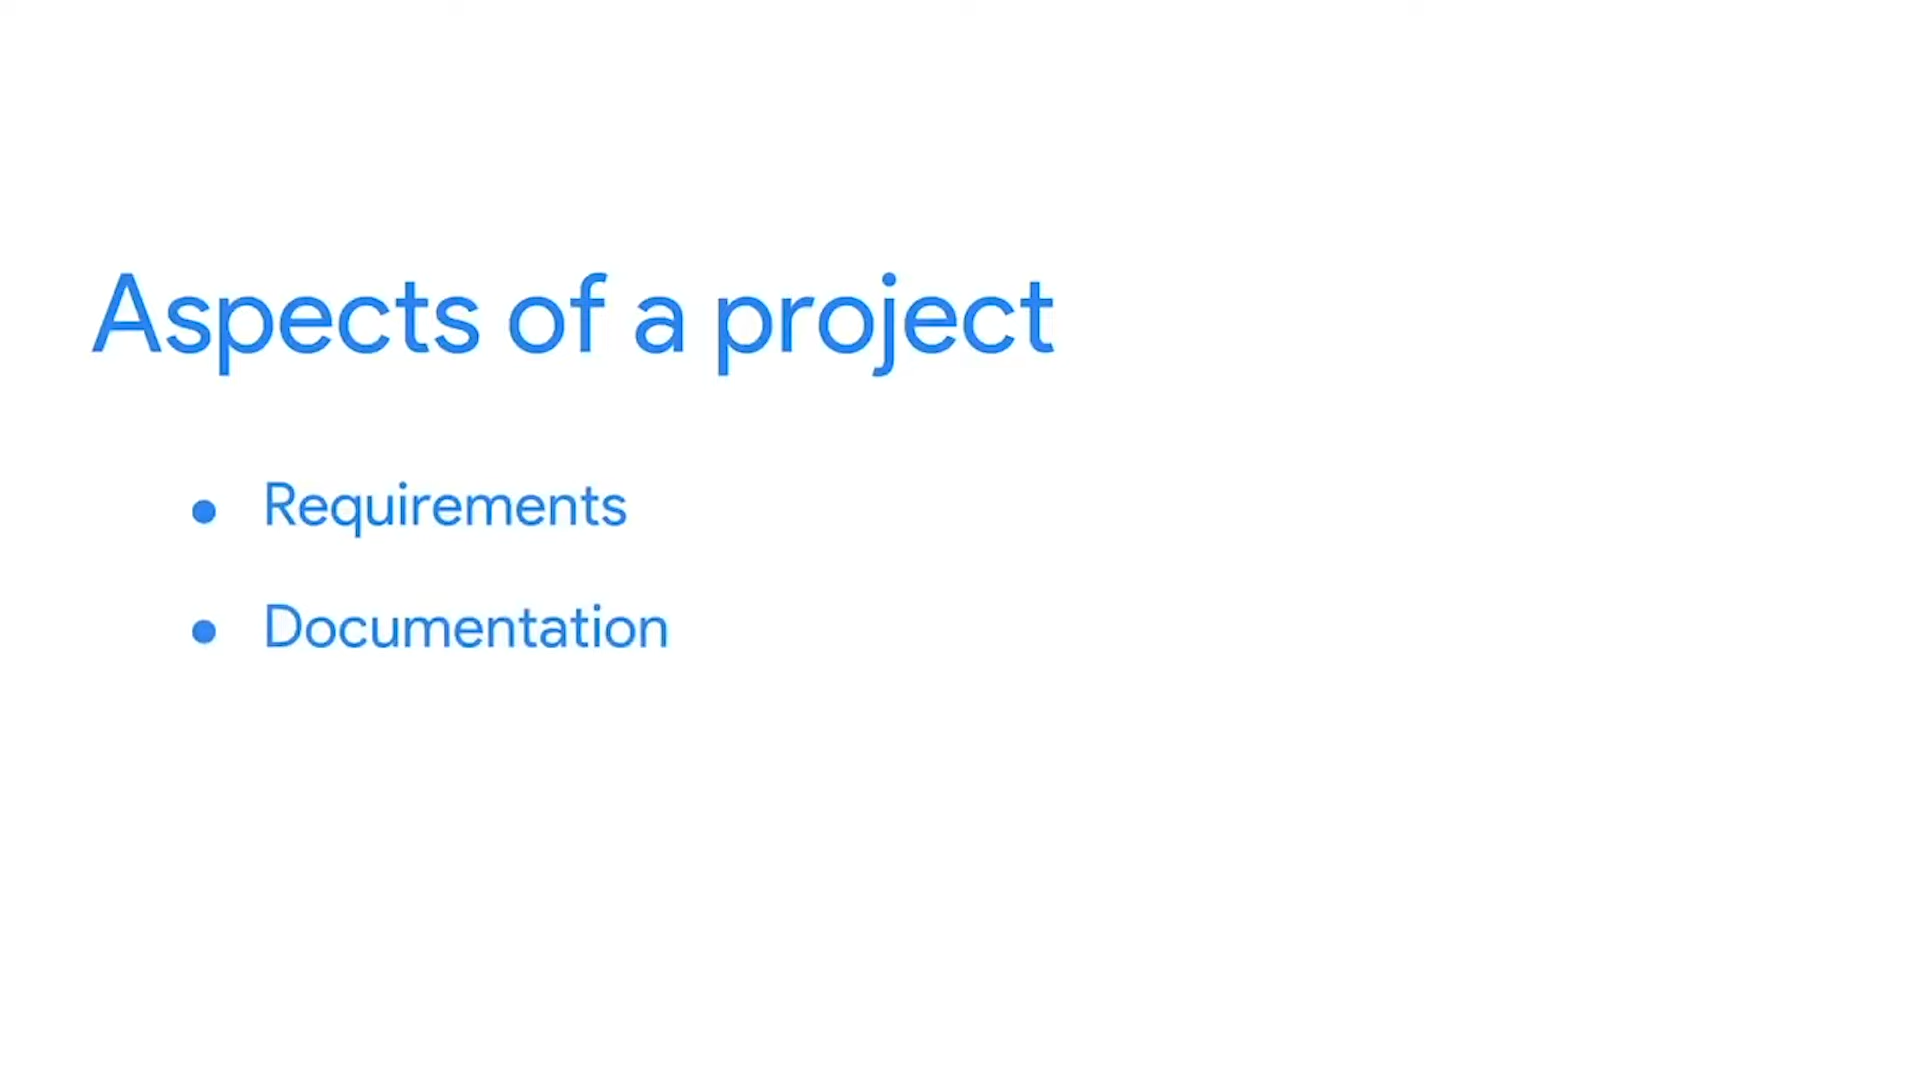 Aspects of a project
● Requirements
● Documentation